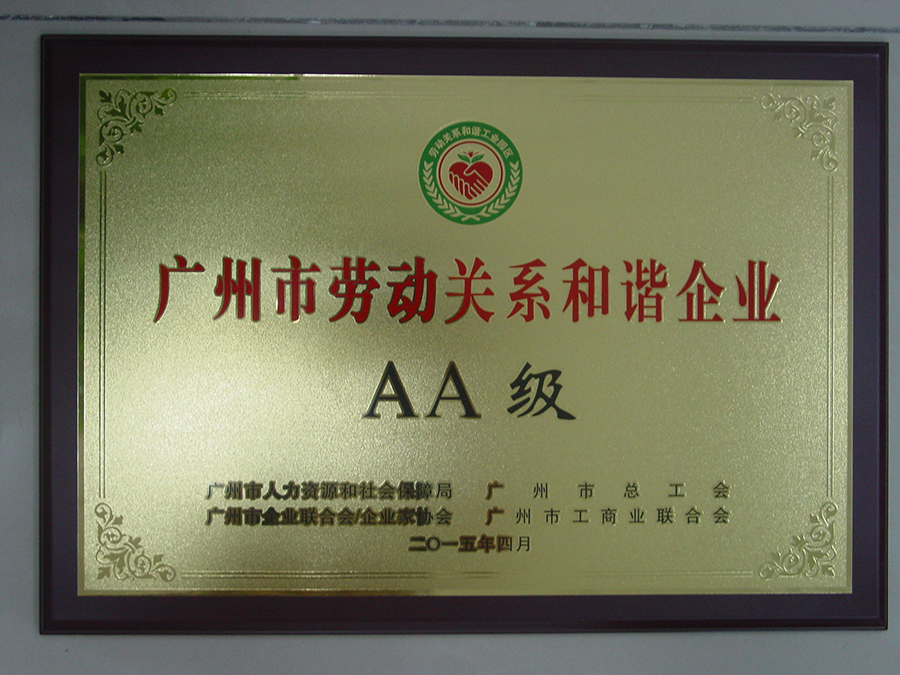 劳动关系和谐工业园区
广州市劳动关系和谐企业
AA 级
广州市人力资源和社会保障局 广州市总工会
广州市企业联合会/企业家协会 广州市工商业联合会
二〇一五年四月